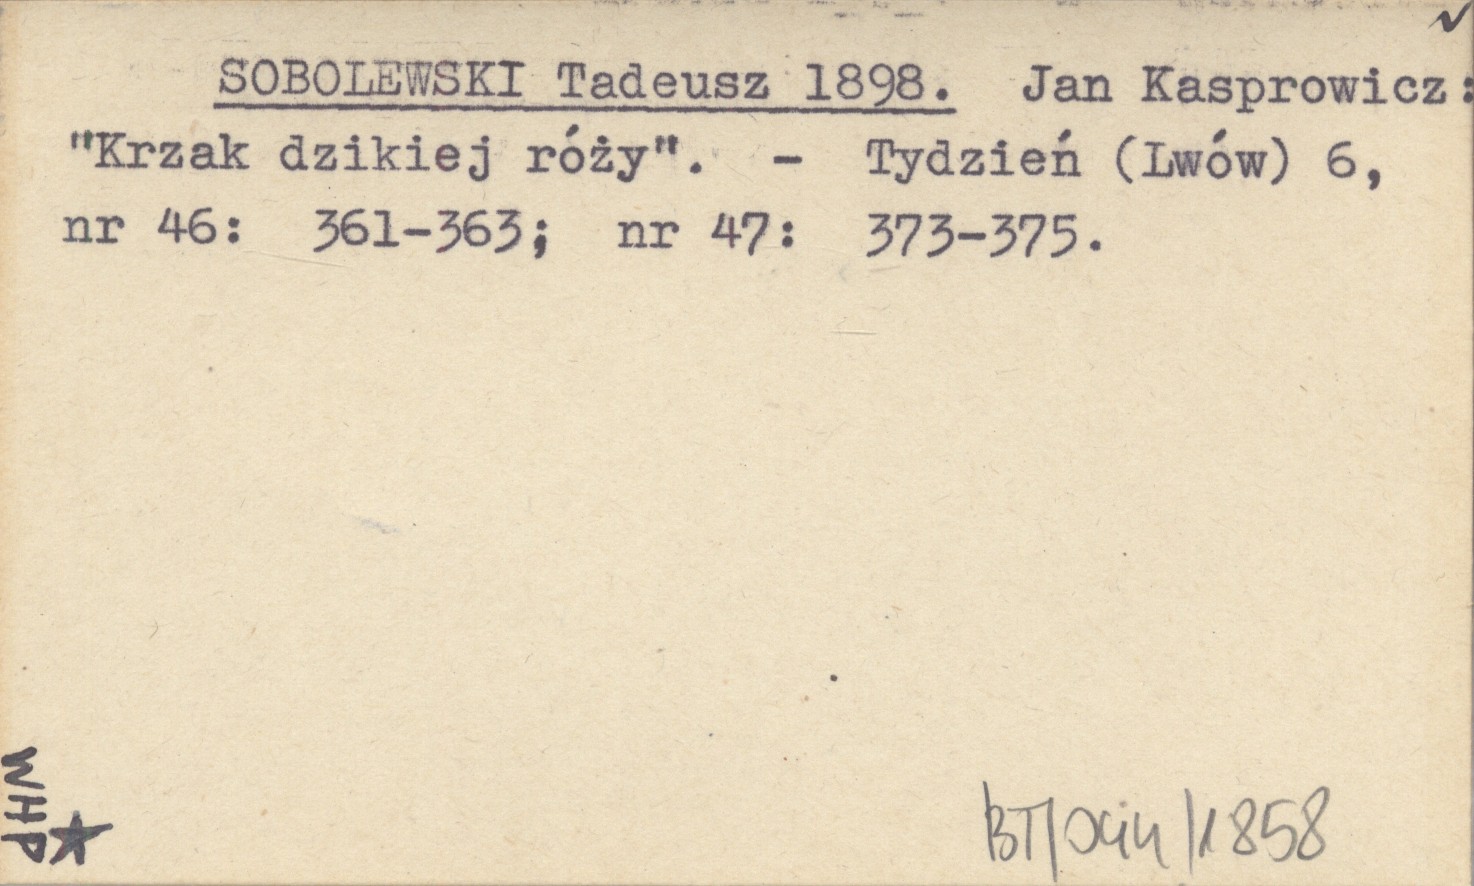 SOBOLEWSKI Tadeusz 1898. Jan Kasprowicz:
"Krzak dzikiej róży". - Tydzień (Lwów) 6,
nr 46: 361-363; nr 47: 373-375.
WHP
BT/ /1858